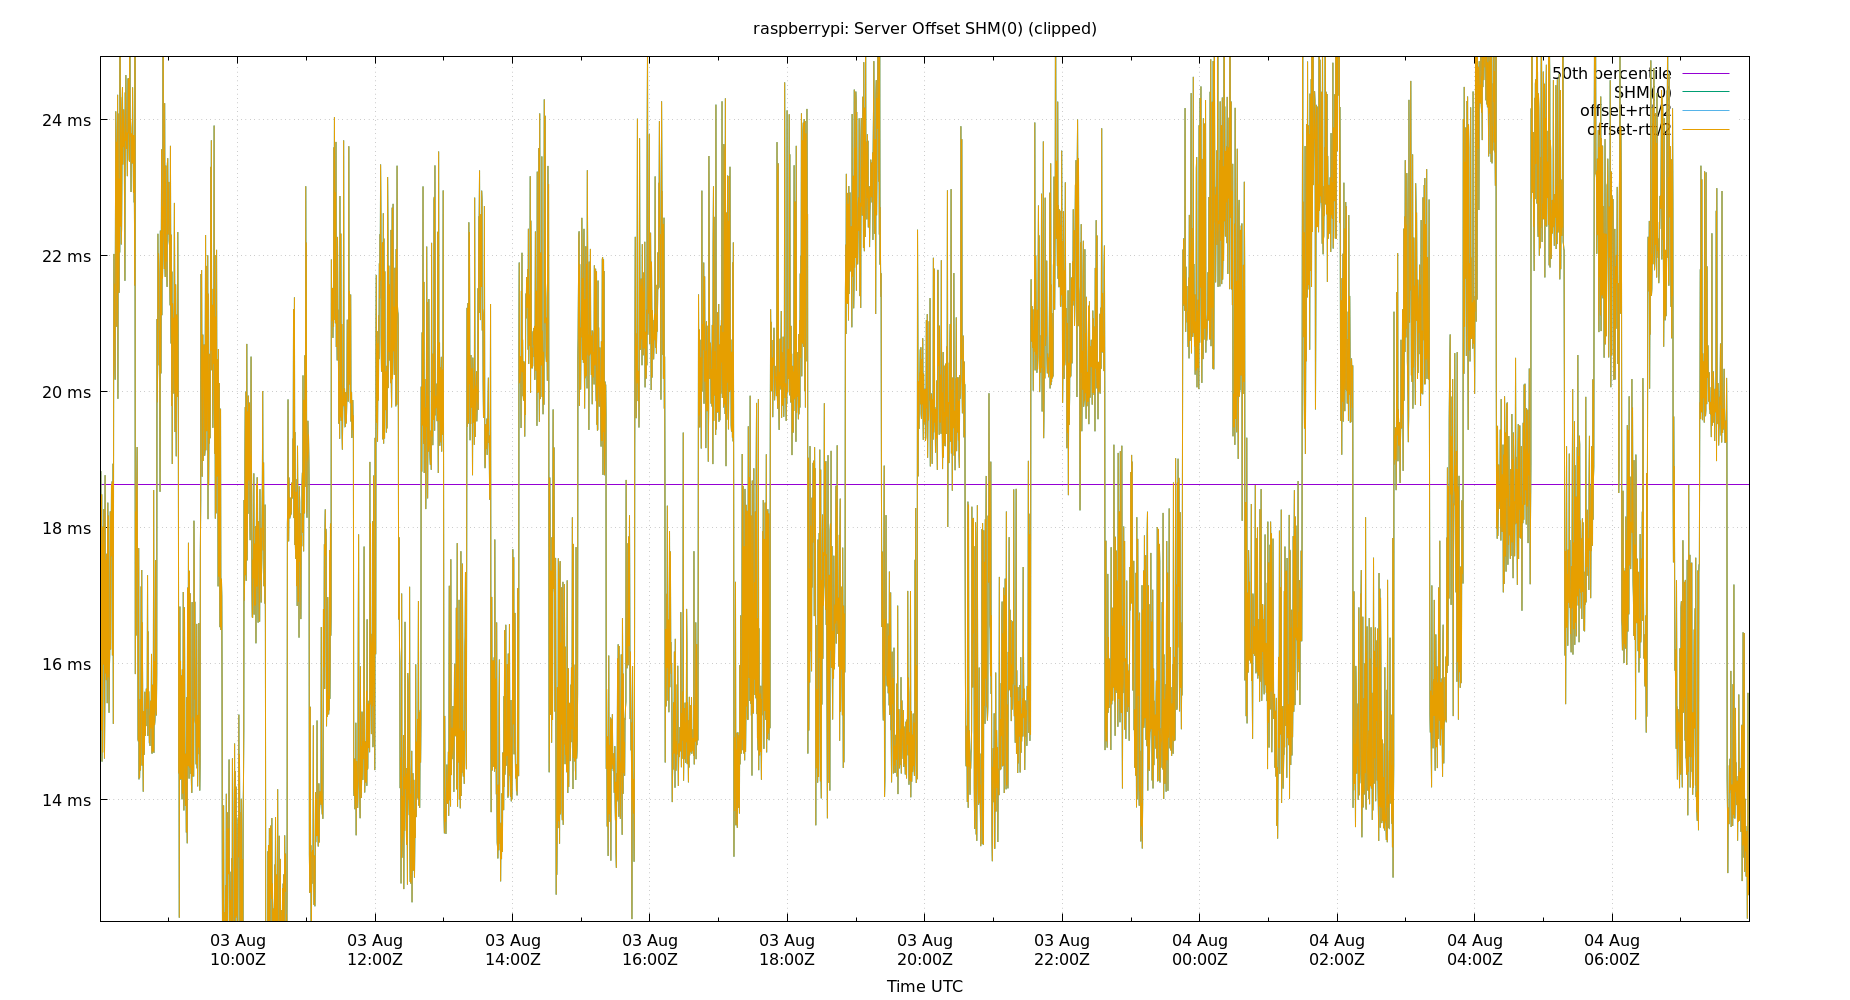 raspberrypi: Server Offset SHM(0) (clipped)
50th percentile
SHM(0)
offset+rtt/2
offset-rtt/2
24 ms
22 ms
20 ms
18 ms
16 ms
14 ms
03 Aug 03 Aug 03 Aug 03 Aug 03 Aug 03 Aug 03 Aug 04 Aug 04 Aug 04 Aug 04 Aug
10:00Z 12:00Z 14:00Z 16:00Z 18:00Z 20:00Z 22:00Z 00:00Z 02:00Z 04:00Z 06:00Z
Time UTC